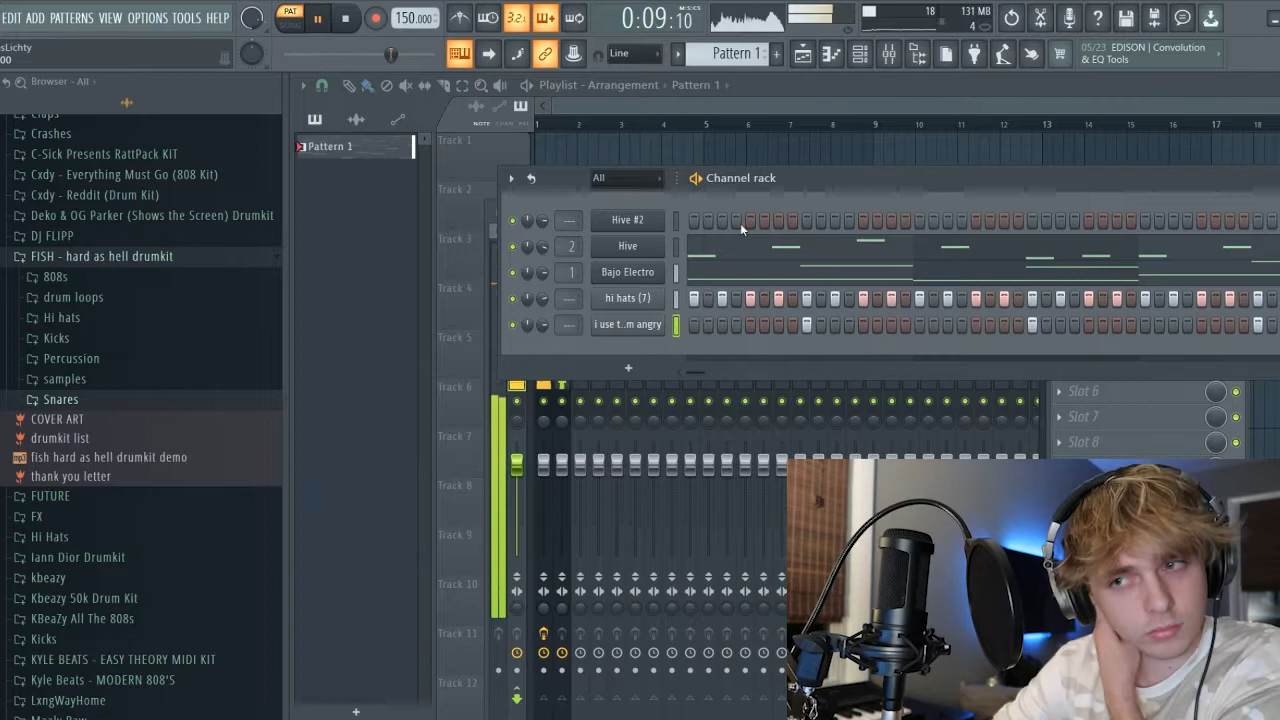 EDIT ADD PATTERNS VIEW OPTIONS TOOLS HELP
PAT
SONG
150.000
3.2.
0:09:10
18
131 MB
4
sLichty
00
Line
Pattern 1
05/23 EDISON | Convolution
& EQ Tools
Browser - All
Playlist - Arrangement › Pattern 1
NOTE CHAN PAT
1 2 3 4 5 6 7 8 9 10 11 12 13 14 15 16 17 18
Claps
Crashes
C-Sick Presents RattPack KIT
Cxdy - Everything Must Go (808 Kit)
Cxdy - Reddit (Drum Kit)
Deko & OG Parker (Shows the Screen) Drumkit
DJ FLIPP
FISH - hard as hell drumkit
808s
drum loops
Hi hats
Kicks
Percussion
samples
Snares
COVER ART
drumkit list
fish hard as hell drumkit demo
thank you letter
FUTURE
FX
Hi Hats
Iann Dior Drumkit
kbeazy
Kbeazy 50k Drum Kit
KBeaZy All The 808s
Kicks
KYLE BEATS - EASY THEORY MIDI KIT
Kyle Beats - MODERN 808'S
LxngWayHome
Pattern 1
Track 1
Track 2
Track 3
Track 4
Track 5
Track 6
Track 7
Track 8
Track 9
Track 10
Track 11
Track 12
All
Channel rack
--- Hive #2
2 Hive
1 Bajo Electro
--- hi hats (7)
--- i use t..m angry
Slot 6
Slot 7
Slot 8